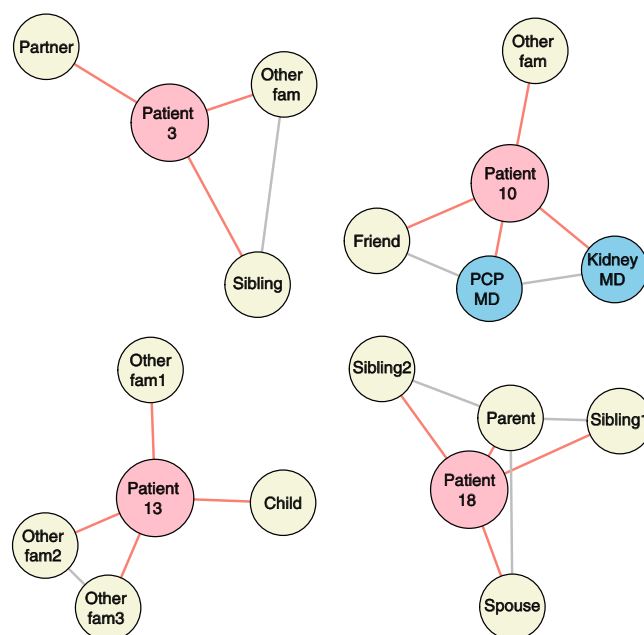 Partner
Other
fam
Patient
3
Sibling
Other
fam
Patient
10
Friend
PCP
MD
Kidney
MD
Other
fam1
Patient
13
Child
Other
fam2
Other
fam3
Sibling2
Parent
Sibling1
Patient
18
Spouse